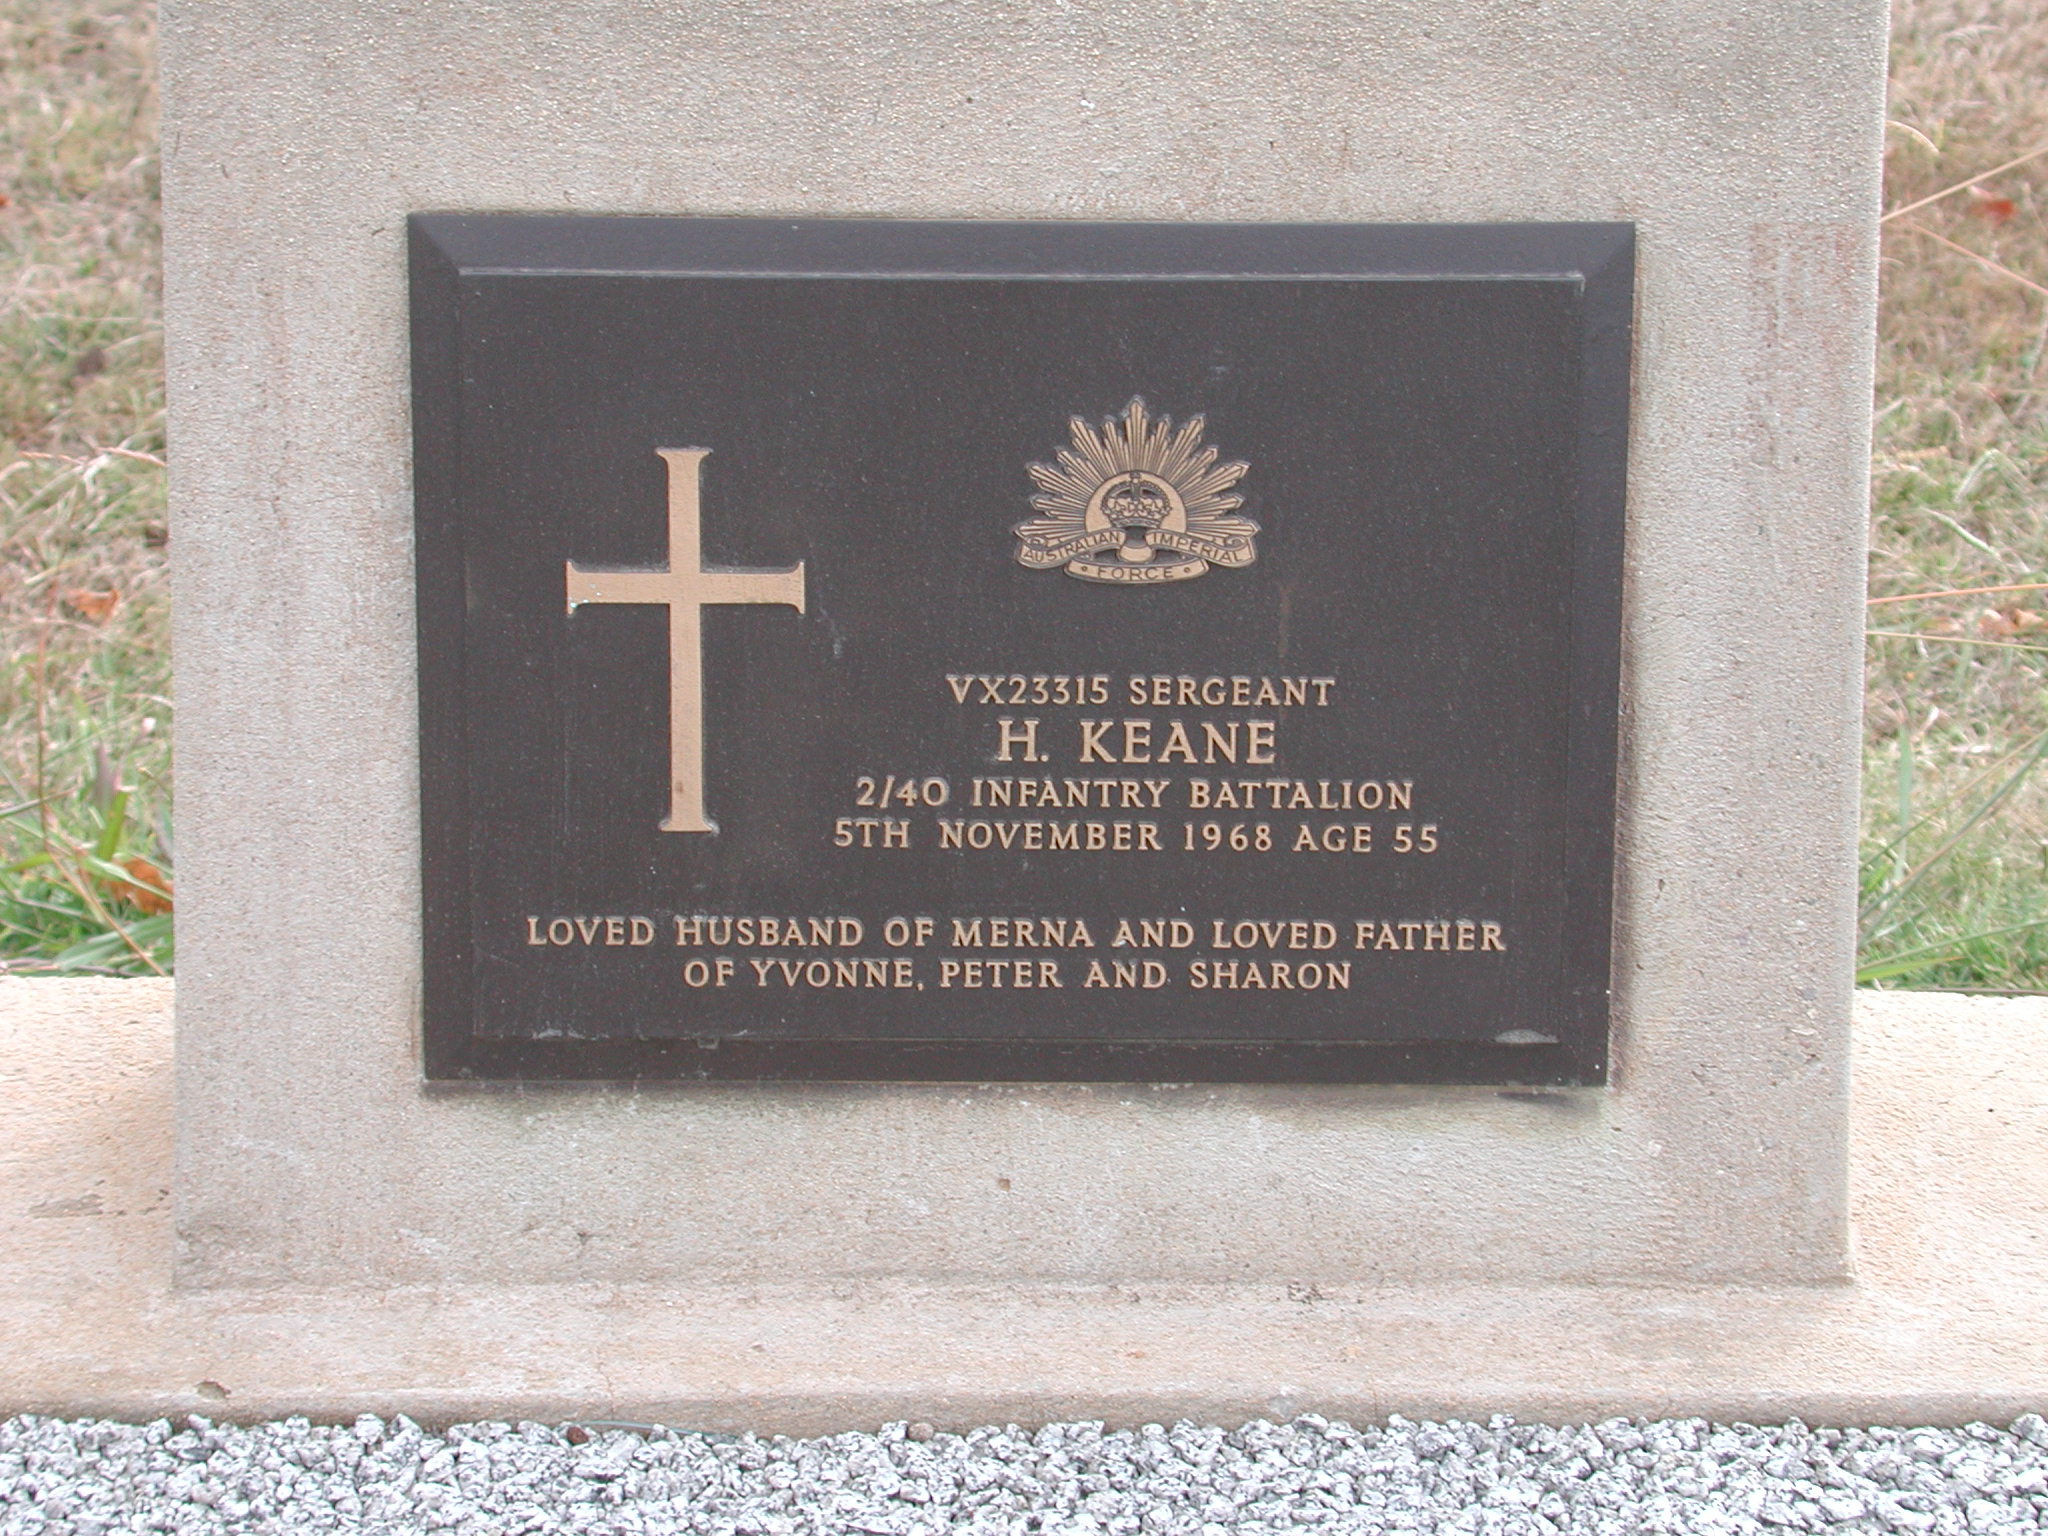 AUSTRALIAN IMPERIAL
FORCE
VX23315 SERGEANT
H. KEANE
2/40 INFANTRY BATTALION
5TH NOVEMBER 1968 AGE 55
LOVED HUSBAND OF MERNA AND LOVED FATHER
OF YVONNE, PETER AND SHARON